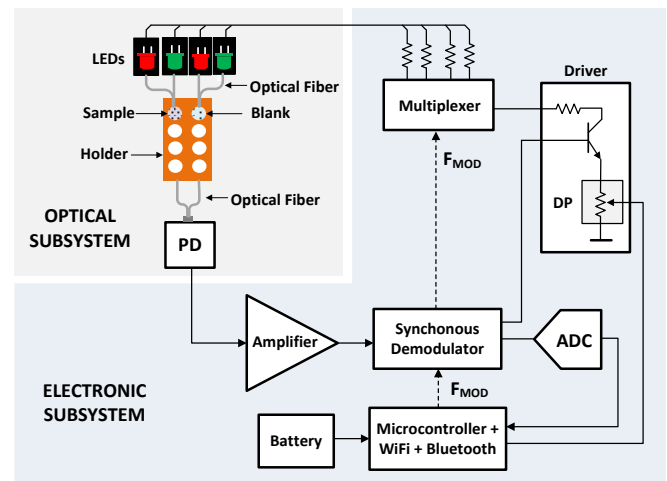 LEDs
Optical Fiber
Sample
Blank
Holder
Optical Fiber
OPTICAL
SUBSYSTEM
PD
Multiplexer
Driver
FMOD
DP
Amplifier
Synchonous
Demodulator
ADC
FMOD
ELECTRONIC
SUBSYSTEM
Battery
Microcontroller +
WiFi + Bluetooth